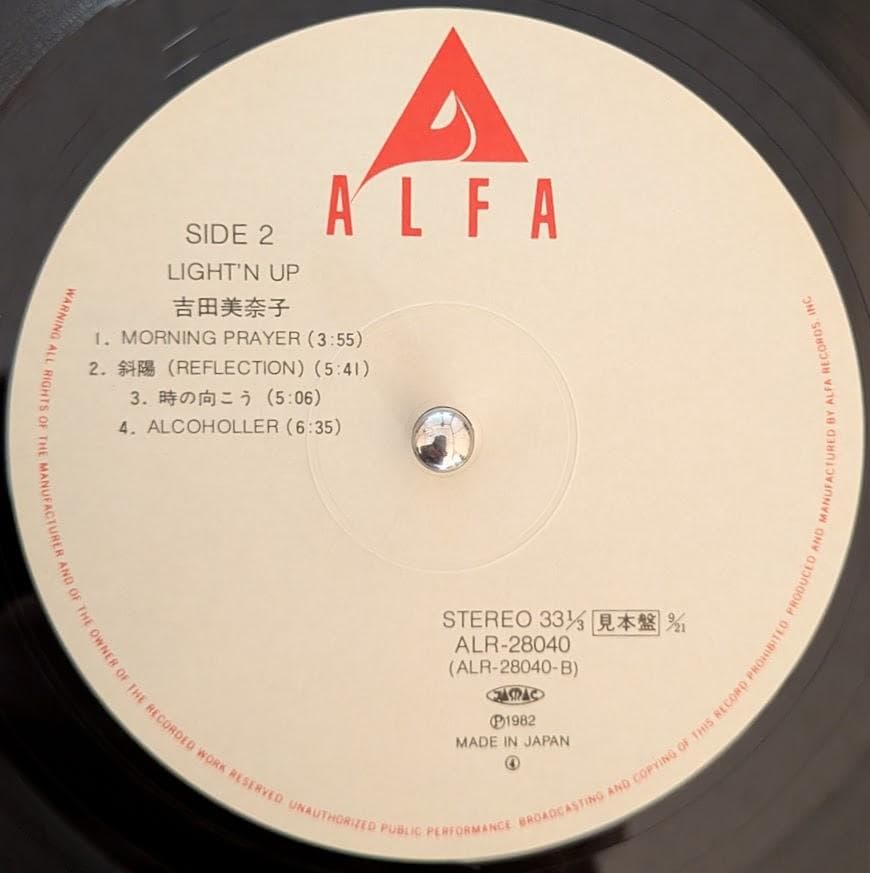 ALFA
SIDE 2
LIGHT'N UP
吉田美奈子
1. MORNING PRAYER (3:55)
2. 斜陽 (REFLECTION) (5:41)
3. 時の向こう (5:06)
4. ALCOHOLLER (6:35)
STEREO 33⅓ 見本盤 9/21
ALR-28040
(ALR-28040-B)
JASRAC
Ⓟ1982
MADE IN JAPAN
④
WARNING ALL RIGHTS OF THE MANUFACTURER AND OF THE OWNER OF THE RECORDED WORK RESERVED. UNAUTHORIZED PUBLIC PERFORMANCE. BROADCASTING AND COPYING OF THIS RECORD PROHIBITED. PRODUCED AND MANUFACTURED BY ALFA RECORDS, INC.